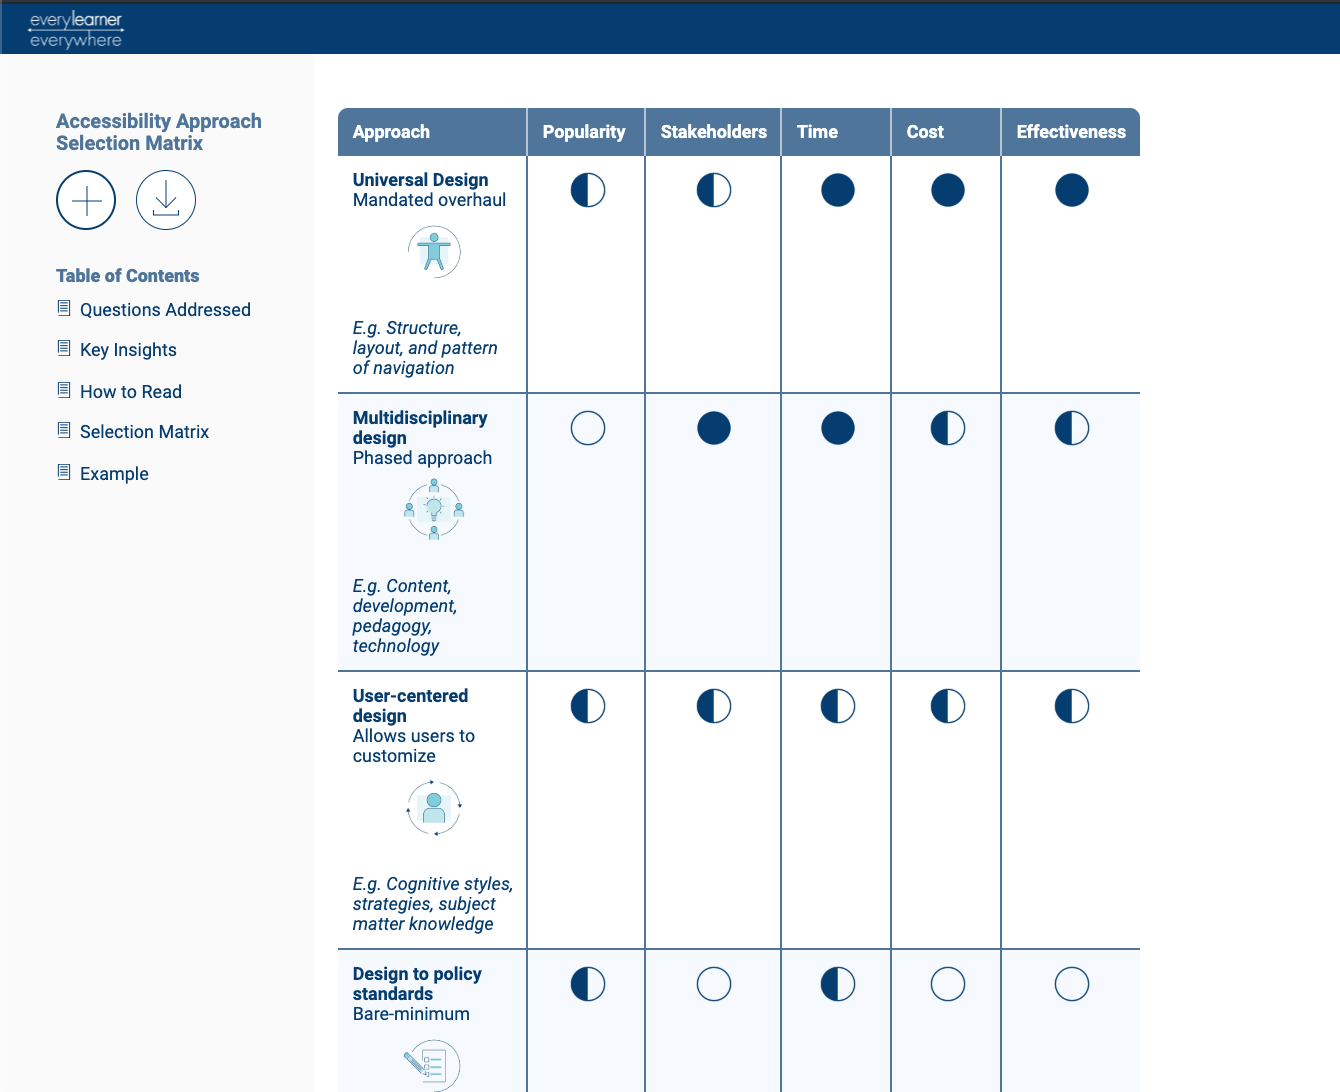 everylearner
everywhere
Accessibility Approach
Selection Matrix
Table of Contents
Questions Addressed
Key Insights
How to Read
Selection Matrix
Example
Approach Popularity Stakeholders Time Cost Effectiveness
Universal Design
Mandated overhaul
E.g. Structure,
layout, and pattern
of navigation
Multidisciplinary
design
Phased approach
E.g. Content,
development,
pedagogy,
technology
User-centered
design
Allows users to
customize
E.g. Cognitive styles,
strategies, subject
matter knowledge
Design to policy
standards
Bare-minimum